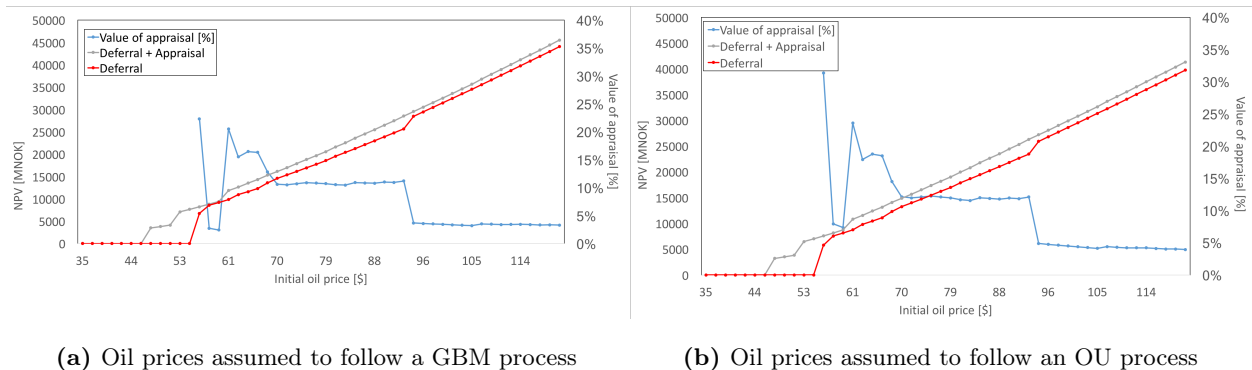 50000
45000
40000
35000
30000
25000
20000
15000
10000
5000
0
NPV [MNOK]
Value of appraisal [%]
Deferral + Appraisal
Deferral
40%
35%
30%
25%
20%
15%
10%
5%
0%
Value of appraisal [%]
35 44 53 61 70 79 88 96 105 114
Initial oil price [$]
(a) Oil prices assumed to follow a GBM process
50000
45000
40000
35000
30000
25000
20000
15000
10000
5000
0
NPV [MNOK]
Value of appraisal [%]
Deferral + Appraisal
Deferral
40%
35%
30%
25%
20%
15%
10%
5%
0%
Value of appraisal
[%]
35 44 53 61 70 79 88 96 105 114
Initial oil price [$]
(b) Oil prices assumed to follow an OU process